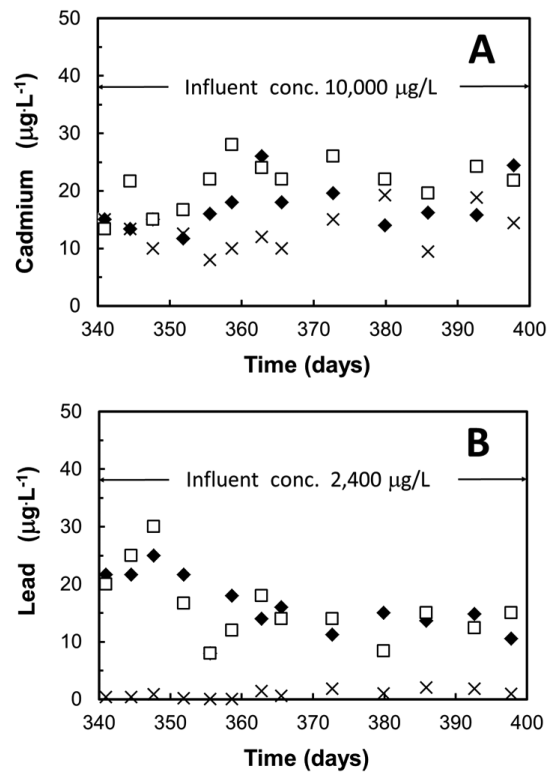 50
A
40
Influent conc. 10,000 µg/L
30
20
10
0
Cadmium (µg·L⁻¹)
340 350 360 370 380 390 400
Time (days)
50
B
40
Influent conc. 2,400 µg/L
30
20
10
0
Lead (µg·L⁻¹)
340 350 360 370 380 390 400
Time (days)